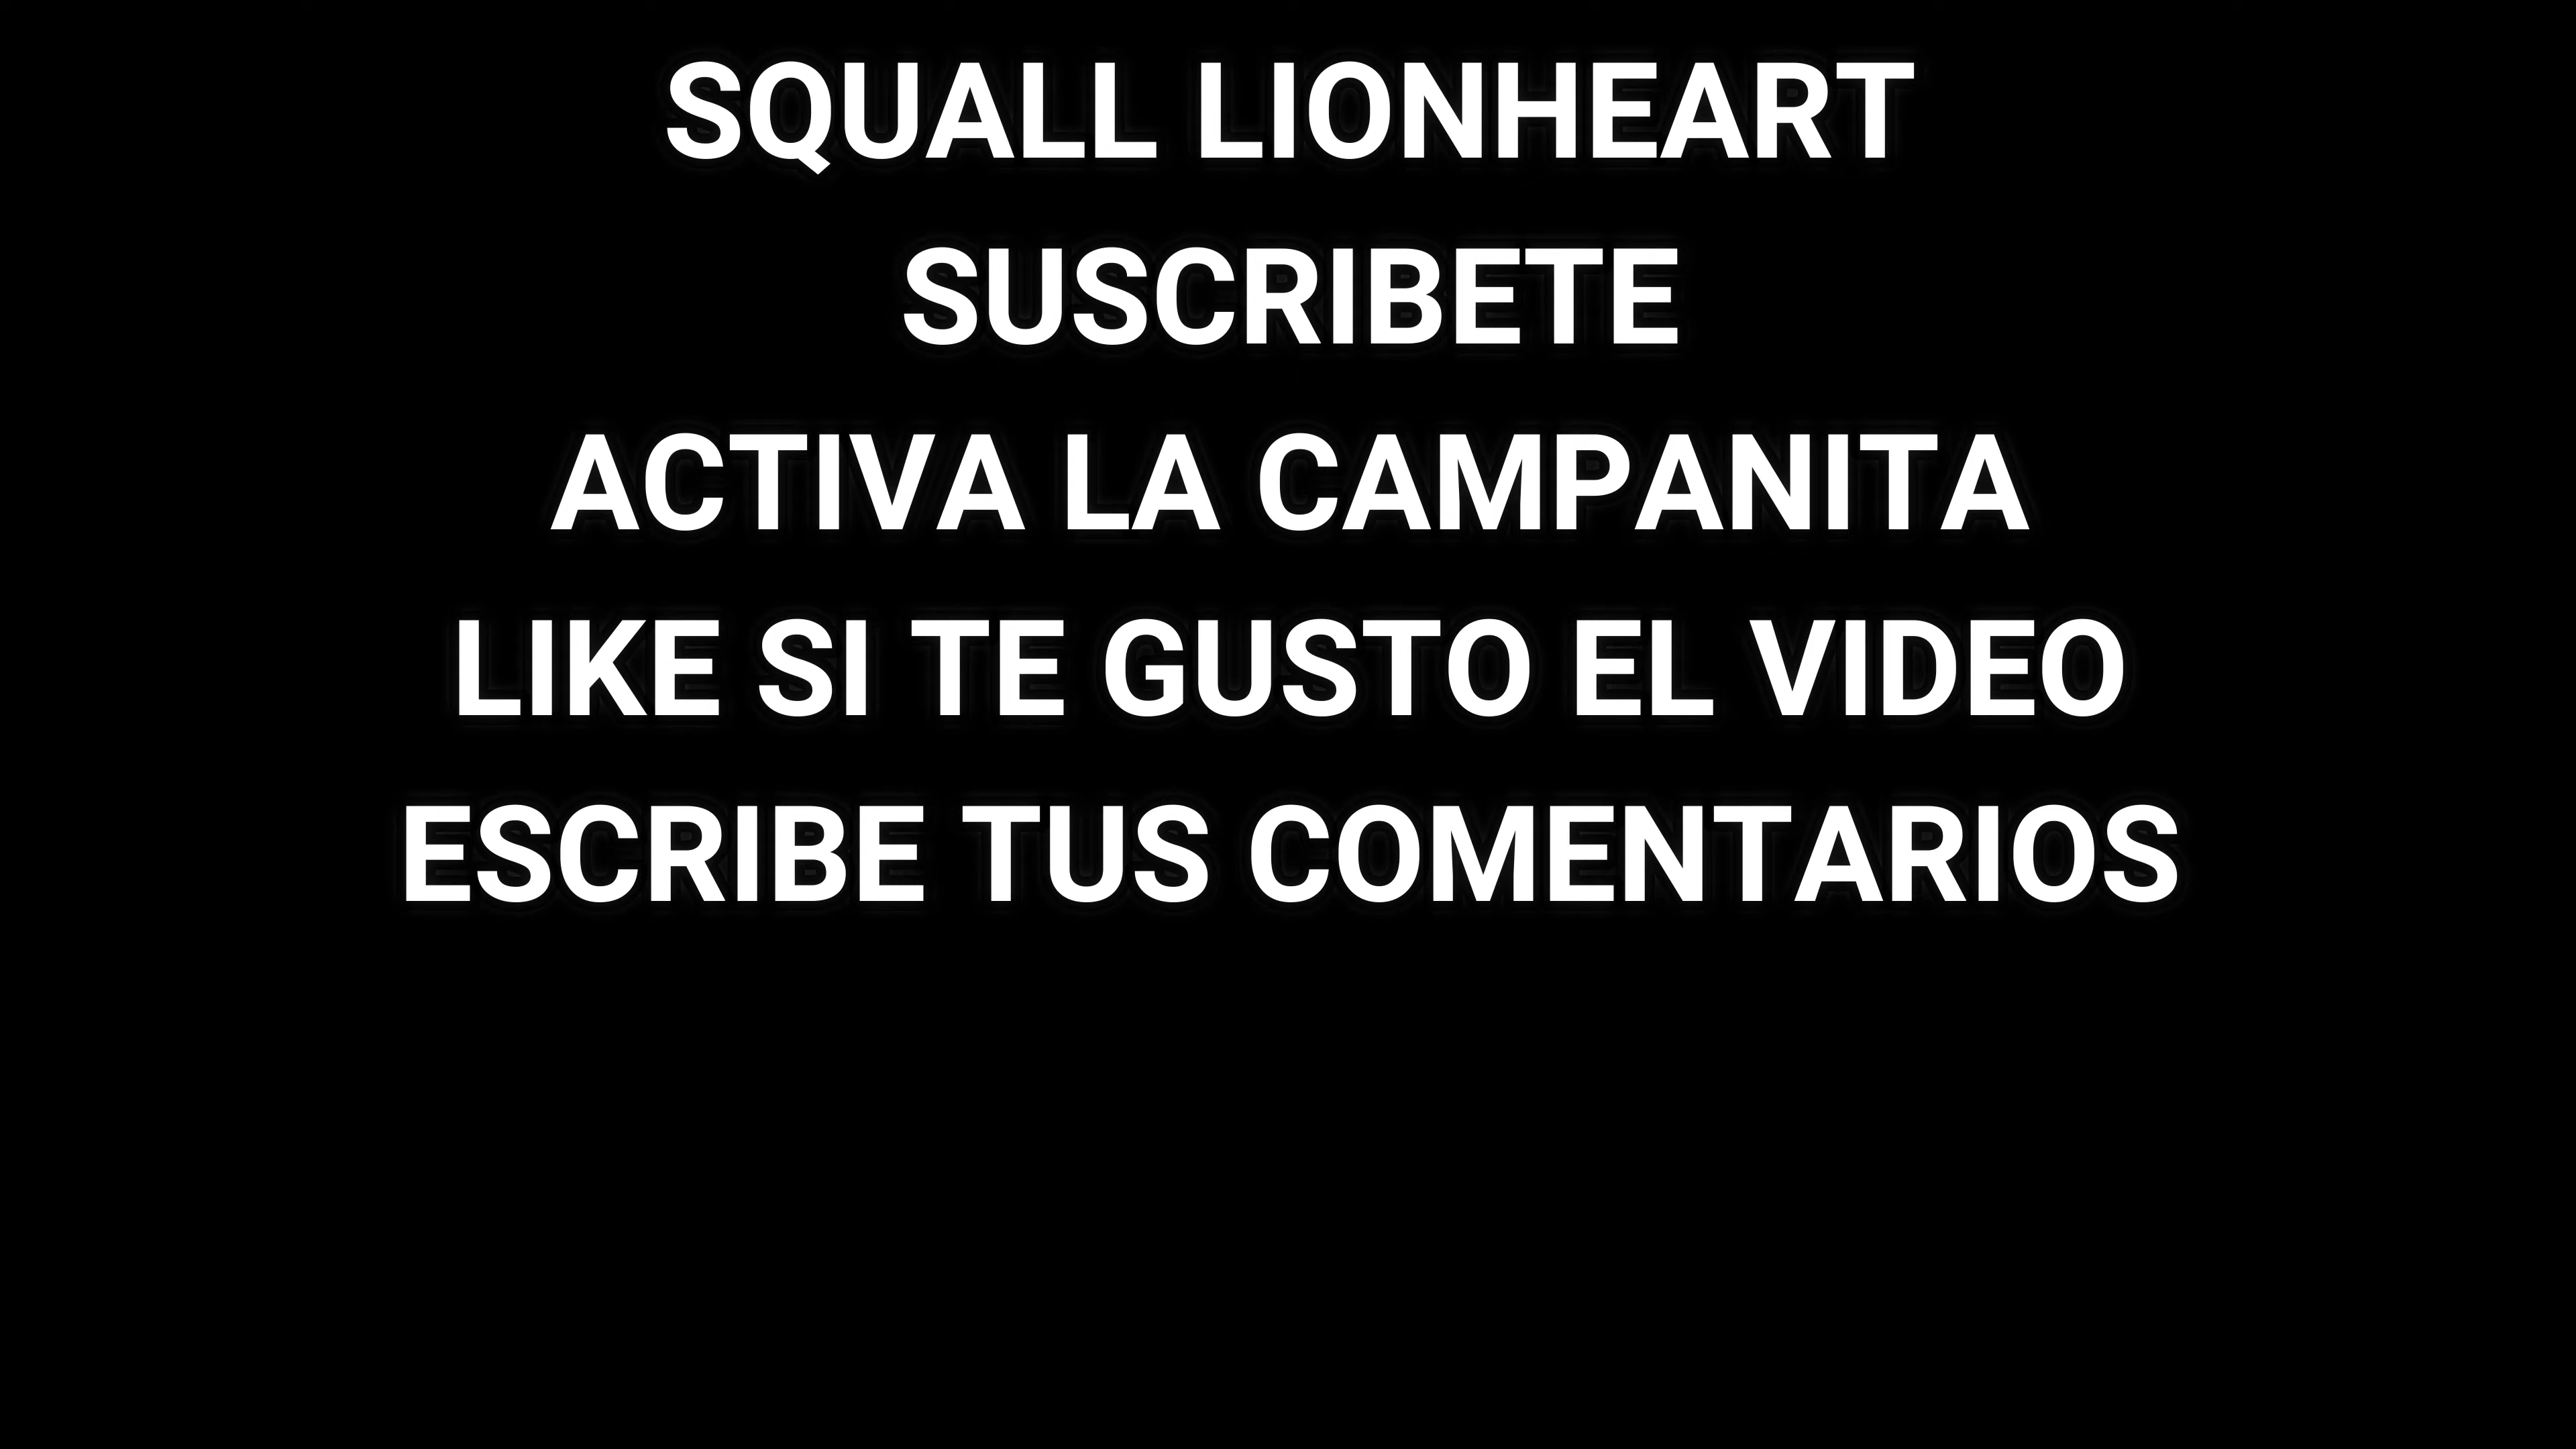 SQUALL LIONHEART
SUSCRIBETE
ACTIVA LA CAMPANITA
LIKE SI TE GUSTO EL VIDEO
ESCRIBE TUS COMENTARIOS